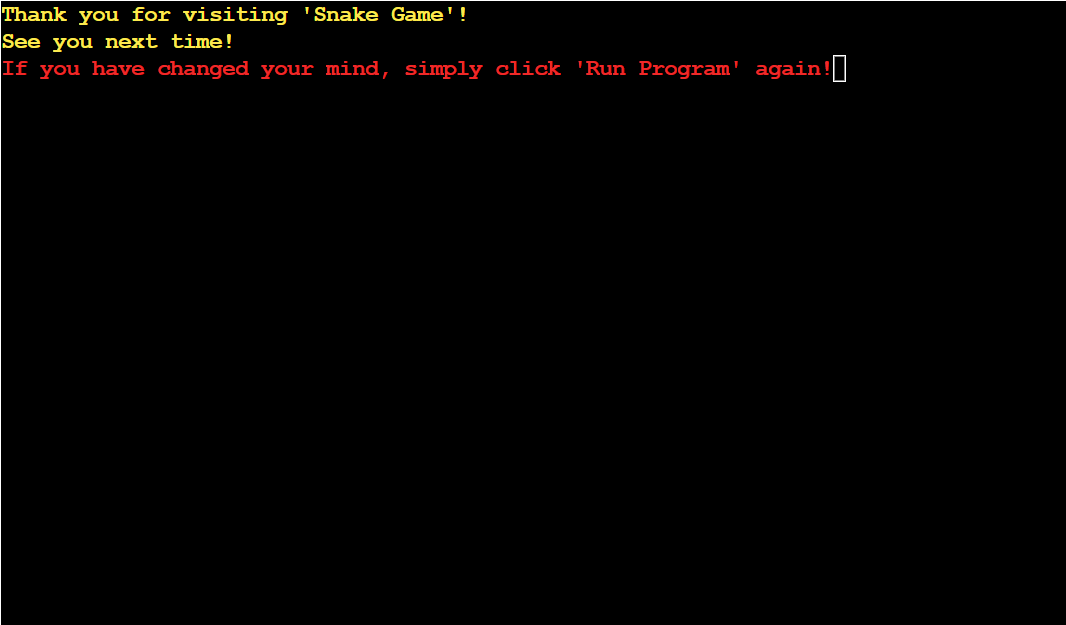 Thank you for visiting 'Snake Game'!
See you next time!
If you have changed your mind, simply click 'Run Program' again!